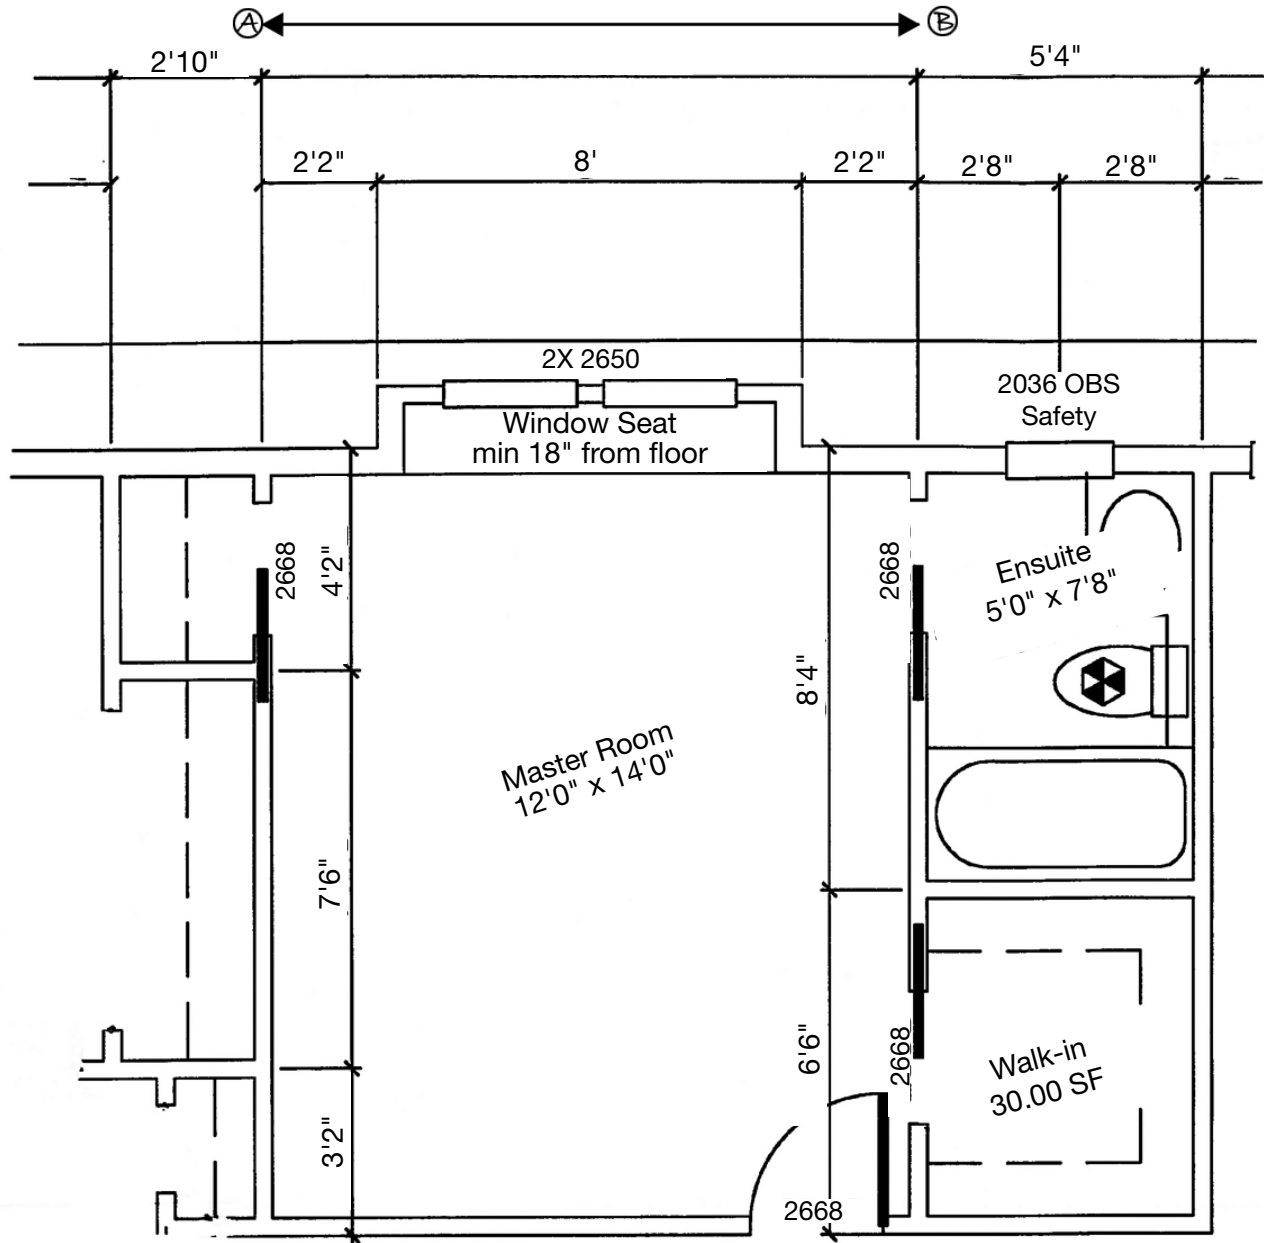 A B
2'10" 5'4"
2'2" 8' 2'2" 2'8" 2'8"
2X 2650
2036 OBS
Safety
Window Seat
min 18" from floor
2668
4'2"
2668
Ensuite
5'0" x 7'8"
8'4"
Master Room
12'0" x 14'0"
7'6"
6'6"
2668
Walk-in
30.00 SF
3'2"
2668